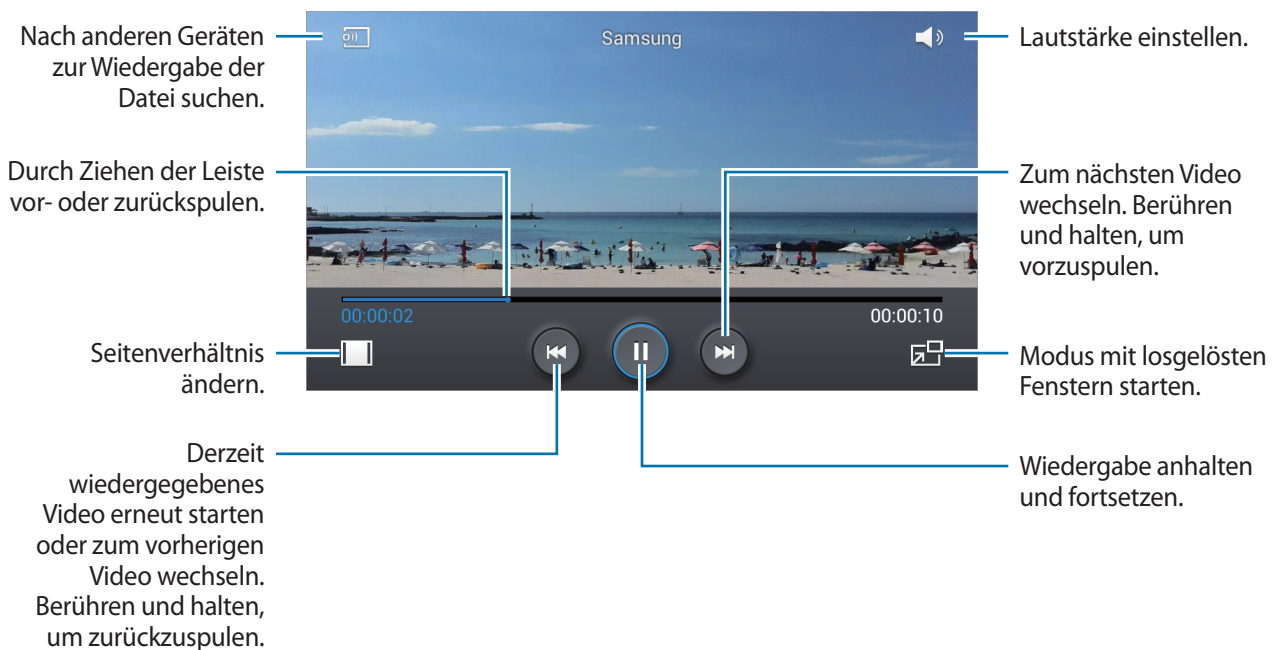 Nach anderen Geräten
zur Wiedergabe der
Datei suchen.
Durch Ziehen der Leiste
vor- oder zurückspulen.
Seitenverhältnis
ändern.
Derzeit
wiedergegebenes
Video erneut starten
oder zum vorherigen
Video wechseln.
Berühren und halten,
um zurückzuspulen.
Samsung
00:00:02
00:00:10
Lautstärke einstellen.
Zum nächsten Video
wechseln. Berühren
und halten, um
vorzuspulen.
Modus mit losgelösten
Fenstern starten.
Wiedergabe anhalten
und fortsetzen.